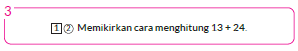 3
1 ② Memikirkan cara menghitung 13 + 24.